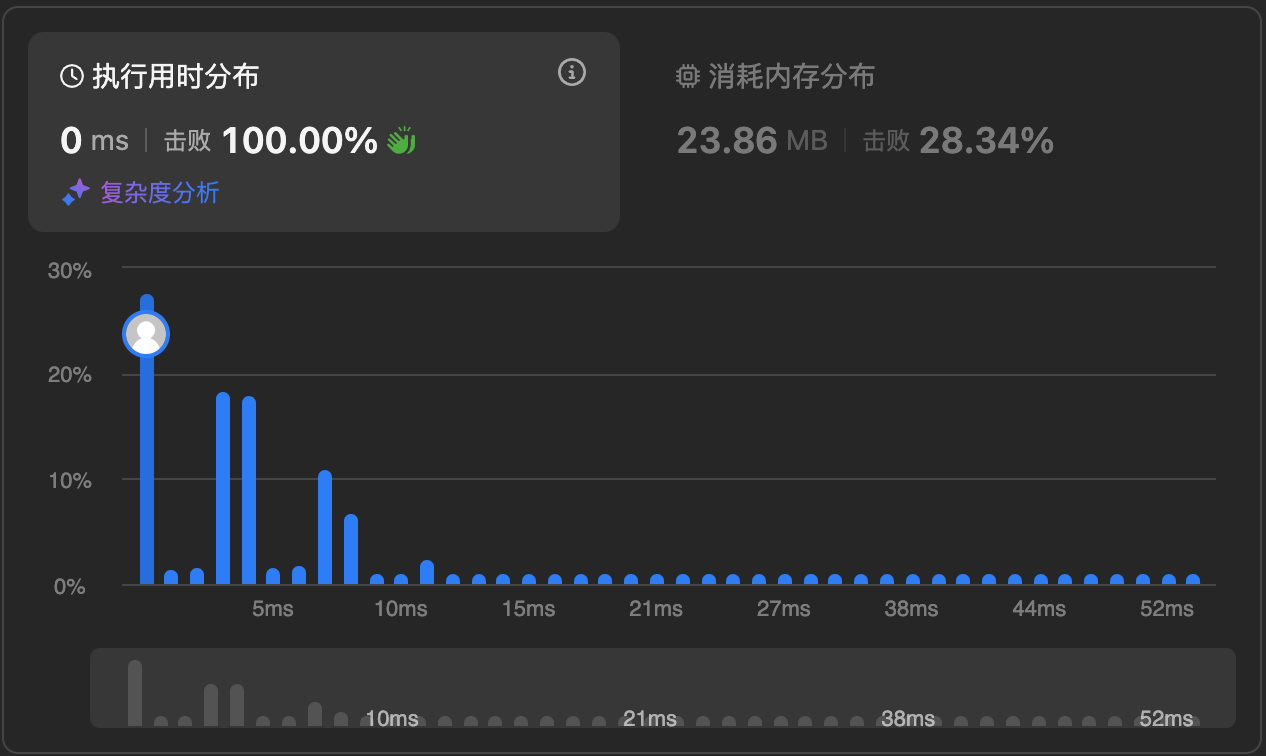 执行用时分布
0 ms | 击败 100.00%
复杂度分析
消耗内存分布
23.86 MB | 击败 28.34%
30%
20%
10%
0%
5ms 10ms 15ms 21ms 27ms 38ms 44ms 52ms
10ms 21ms 38ms 52ms